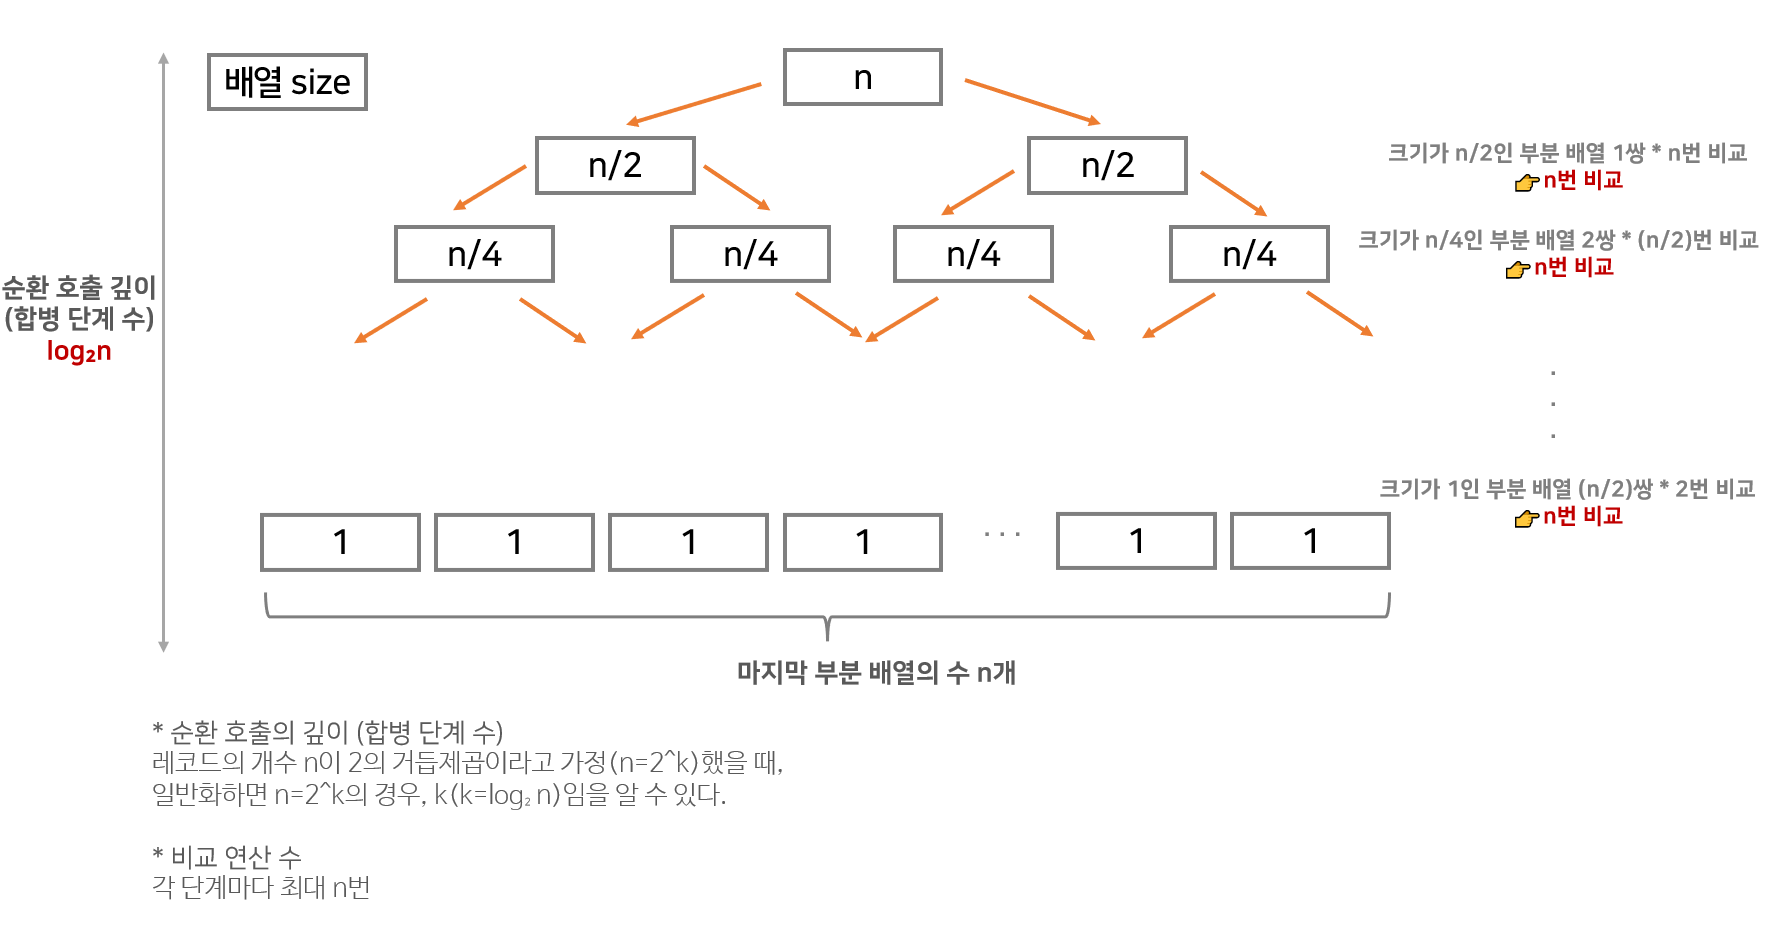 배열 size
n
n/2
n/2
크기가 n/2인 부분 배열 1쌍 * n번 비교
👉n번 비교
n/4
n/4
n/4
n/4
크기가 n/4인 부분 배열 2쌍 * (n/2)번 비교
👉n번 비교
순환 호출 깊이
(합병 단계 수)
log₂n
.
.
.
크기가 1인 부분 배열 (n/2)쌍 * 2번 비교
👉n번 비교
1
1
1
1
...
1
1
마지막 부분 배열의 수 n개
* 순환 호출의 깊이 (합병 단계 수)
레코드의 개수 n이 2의 거듭제곱이라고 가정(n=2^k)했을 때,
일반화하면 n=2^k의 경우, k(k=log₂ n)임을 알 수 있다.
* 비교 연산 수
각 단계마다 최대 n번